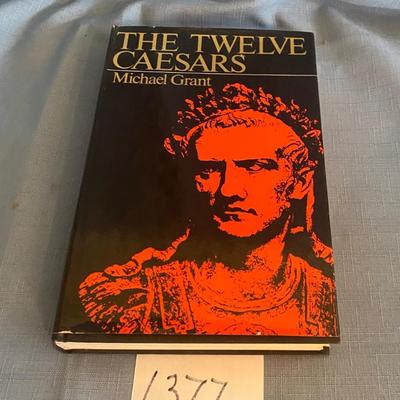 THE TWELVE
CAESARS
Michael Grant
1377